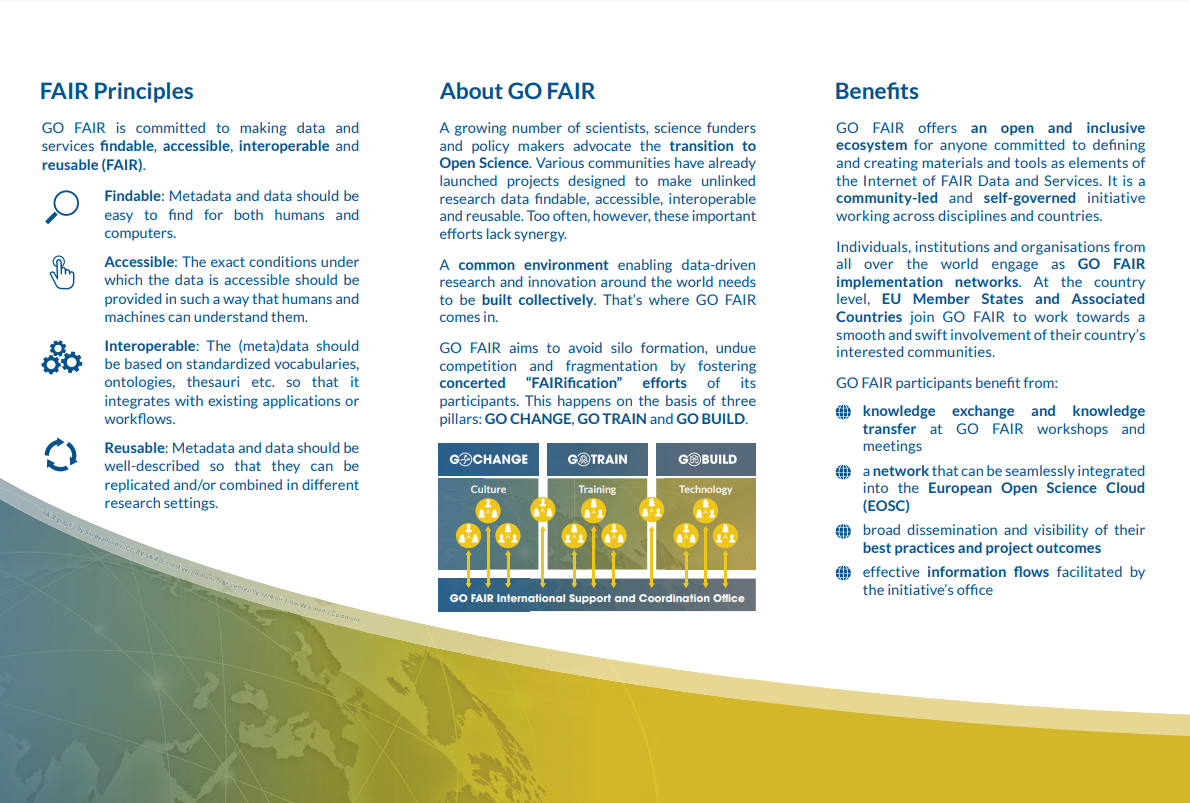 FAIR Principles
GO FAIR is committed to making data and
services findable, accessible, interoperable and
reusable (FAIR).
Findable: Metadata and data should be
easy to find for both humans and
computers.
Accessible: The exact conditions under
which the data is accessible should be
provided in such a way that humans and
machines can understand them.
Interoperable: The (meta)data should
be based on standardized vocabularies,
ontologies, thesauri etc. so that it
integrates with existing applications or
workflows.
Reusable: Metadata and data should be
well-described so that they can be
replicated and/or combined in different
research settings.
About GO FAIR
A growing number of scientists, science funders
and policy makers advocate the transition to
Open Science. Various communities have already
launched projects designed to make unlinked
research data findable, accessible, interoperable
and reusable. Too often, however, these important
efforts lack synergy.
A common environment enabling data-driven
research and innovation around the world needs
to be built collectively. That's where GO FAIR
comes in.
GO FAIR aims to avoid silo formation, undue
competition and fragmentation by fostering
concerted “FAIRification” efforts of its
participants. This happens on the basis of three
pillars: GO CHANGE, GO TRAIN and GO BUILD.
GO CHANGE
GO TRAIN
GO BUILD
Culture
Training
Technology
GO FAIR International Support and Coordination Office
Benefits
GO FAIR offers an open and inclusive
ecosystem for anyone committed to defining
and creating materials and tools as elements of
the Internet of FAIR Data and Services. It is a
community-led and self-governed initiative
working across disciplines and countries.
Individuals, institutions and organisations from
all over the world engage as GO FAIR
implementation networks. At the country
level, EU Member States and Associated
Countries join GO FAIR to work towards a
smooth and swift involvement of their country's
interested communities.
GO FAIR participants benefit from:
knowledge exchange and knowledge
transfer at GO FAIR workshops and
meetings
a network that can be seamlessly integrated
into the European Open Science Cloud
(EOSC)
broad dissemination and visibility of their
best practices and project outcomes
effective information flows facilitated by
the initiative's office